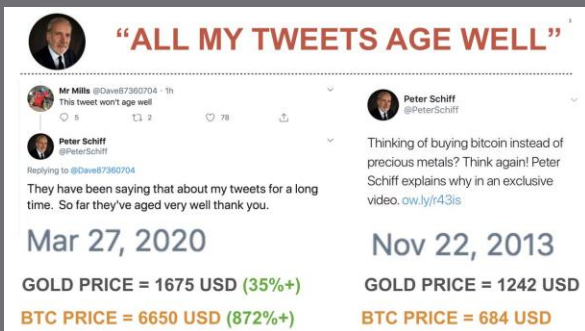 “ALL MY TWEETS AGE WELL”
Mr Mills @Dave87360704 · 1h
This tweet won't age well
5 2 78
Peter Schiff
@PeterSchiff
Replying to @Dave87360704
They have been saying that about my tweets for a long
time. So far they've aged very well thank you.
Mar 27, 2020
GOLD PRICE = 1675 USD (35%+)
BTC PRICE = 6650 USD (872%+)
Peter Schiff
@PeterSchiff
Thinking of buying bitcoin instead of
precious metals? Think again! Peter
Schiff explains why in an exclusive
video. ow.ly/r43is
Nov 22, 2013
GOLD PRICE = 1242 USD
BTC PRICE = 684 USD